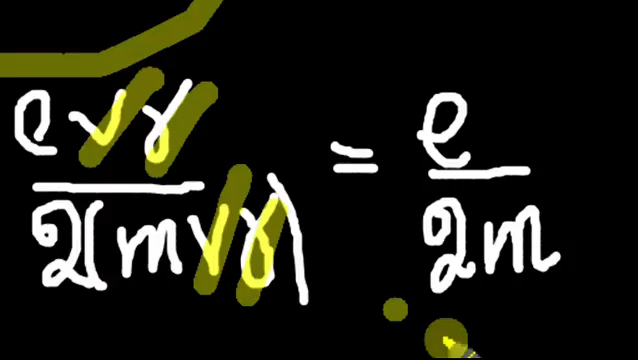 evr / 2(mvr) = e / 2m